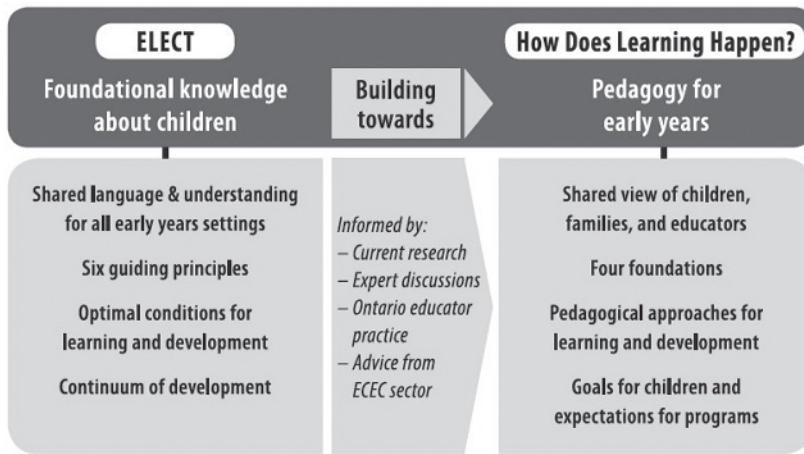 ELECT
Foundational knowledge
about children
Building
towards
How Does Learning Happen?
Pedagogy for
early years
Shared language & understanding
for all early years settings
Six guiding principles
Optimal conditions for
learning and development
Continuum of development
Informed by:
– Current research
– Expert discussions
– Ontario educator
practice
– Advice from
ECEC sector
Shared view of children,
families, and educators
Four foundations
Pedagogical approaches for
learning and development
Goals for children and
expectations for programs